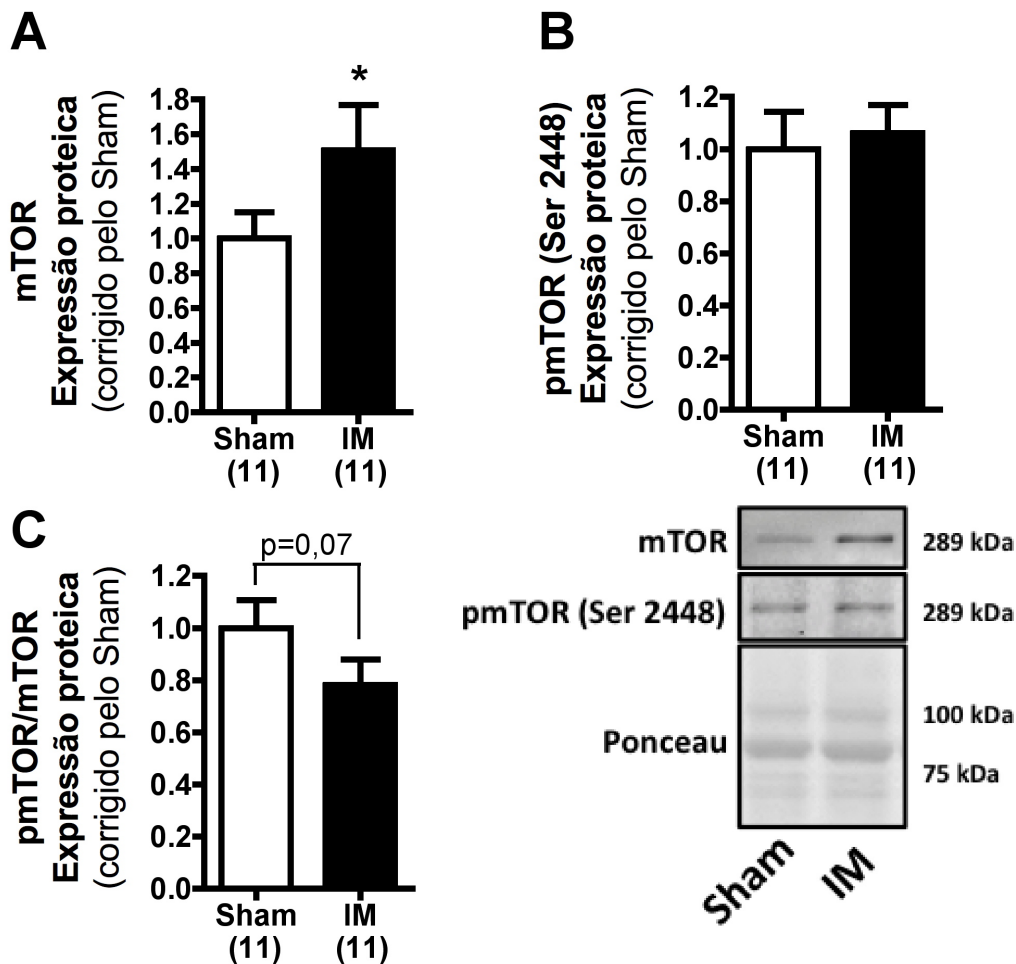 A
mTOR
Expressão proteica
(corrigido pelo Sham)
*
1.8
1.6
1.4
1.2
1.0
0.8
0.6
0.4
0.2
0.0
Sham
(11)
IM
(11)
B
pmTOR (Ser 2448)
Expressão proteica
(corrigido pelo Sham)
1.2
1.0
0.8
0.6
0.4
0.2
0.0
Sham
(11)
IM
(11)
C
pmTOR/mTOR
Expressão proteica
(corrigido pelo Sham)
p=0,07
1.2
1.0
0.8
0.6
0.4
0.2
0.0
Sham
(11)
IM
(11)
mTOR
289 kDa
pmTOR (Ser 2448)
289 kDa
Ponceau
100 kDa
75 kDa
Sham
IM